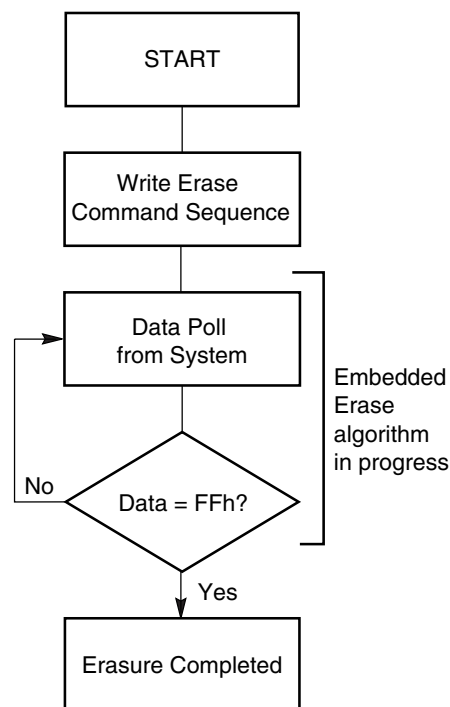 START
Write Erase
Command Sequence
Data Poll
from System
Embedded
Erase
algorithm
in progress
No
Data = FFh?
Yes
Erasure Completed